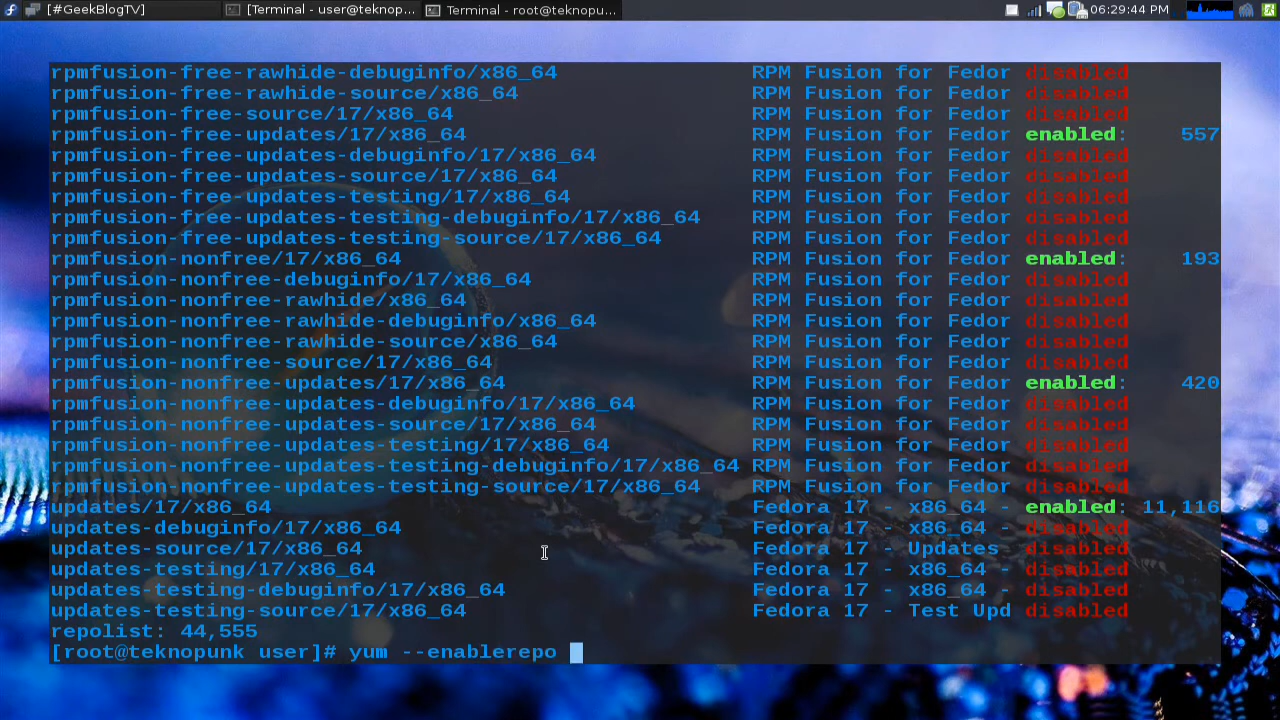 [#GeekBlogTV]
[Terminal - user@teknop...
Terminal - root@teknopu...
06:29:44 PM
rpmfusion-free-rawhide-debuginfo/x86_64 RPM Fusion for Fedor disabled
rpmfusion-free-rawhide-source/x86_64 RPM Fusion for Fedor disabled
rpmfusion-free-source/17/x86_64 RPM Fusion for Fedor disabled
rpmfusion-free-updates/17/x86_64 RPM Fusion for Fedor enabled: 557
rpmfusion-free-updates-debuginfo/17/x86_64 RPM Fusion for Fedor disabled
rpmfusion-free-updates-source/17/x86_64 RPM Fusion for Fedor disabled
rpmfusion-free-updates-testing/17/x86_64 RPM Fusion for Fedor disabled
rpmfusion-free-updates-testing-debuginfo/17/x86_64 RPM Fusion for Fedor disabled
rpmfusion-free-updates-testing-source/17/x86_64 RPM Fusion for Fedor disabled
rpmfusion-nonfree/17/x86_64 RPM Fusion for Fedor enabled: 193
rpmfusion-nonfree-debuginfo/17/x86_64 RPM Fusion for Fedor disabled
rpmfusion-nonfree-rawhide/x86_64 RPM Fusion for Fedor disabled
rpmfusion-nonfree-rawhide-debuginfo/x86_64 RPM Fusion for Fedor disabled
rpmfusion-nonfree-rawhide-source/x86_64 RPM Fusion for Fedor disabled
rpmfusion-nonfree-source/17/x86_64 RPM Fusion for Fedor disabled
rpmfusion-nonfree-updates/17/x86_64 RPM Fusion for Fedor enabled: 420
rpmfusion-nonfree-updates-debuginfo/17/x86_64 RPM Fusion for Fedor disabled
rpmfusion-nonfree-updates-source/17/x86_64 RPM Fusion for Fedor disabled
rpmfusion-nonfree-updates-testing/17/x86_64 RPM Fusion for Fedor disabled
rpmfusion-nonfree-updates-testing-debuginfo/17/x86_64 RPM Fusion for Fedor disabled
rpmfusion-nonfree-updates-testing-source/17/x86_64 RPM Fusion for Fedor disabled
updates/17/x86_64 Fedora 17 - x86_64 - enabled: 11,116
updates-debuginfo/17/x86_64 Fedora 17 - x86_64 - disabled
updates-source/17/x86_64 Fedora 17 - Updates disabled
updates-testing/17/x86_64 Fedora 17 - x86_64 - disabled
updates-testing-debuginfo/17/x86_64 Fedora 17 - x86_64 - disabled
updates-testing-source/17/x86_64 Fedora 17 - Test Upd disabled
repolist: 44,555
[root@teknopunk user]# yum --enablerepo